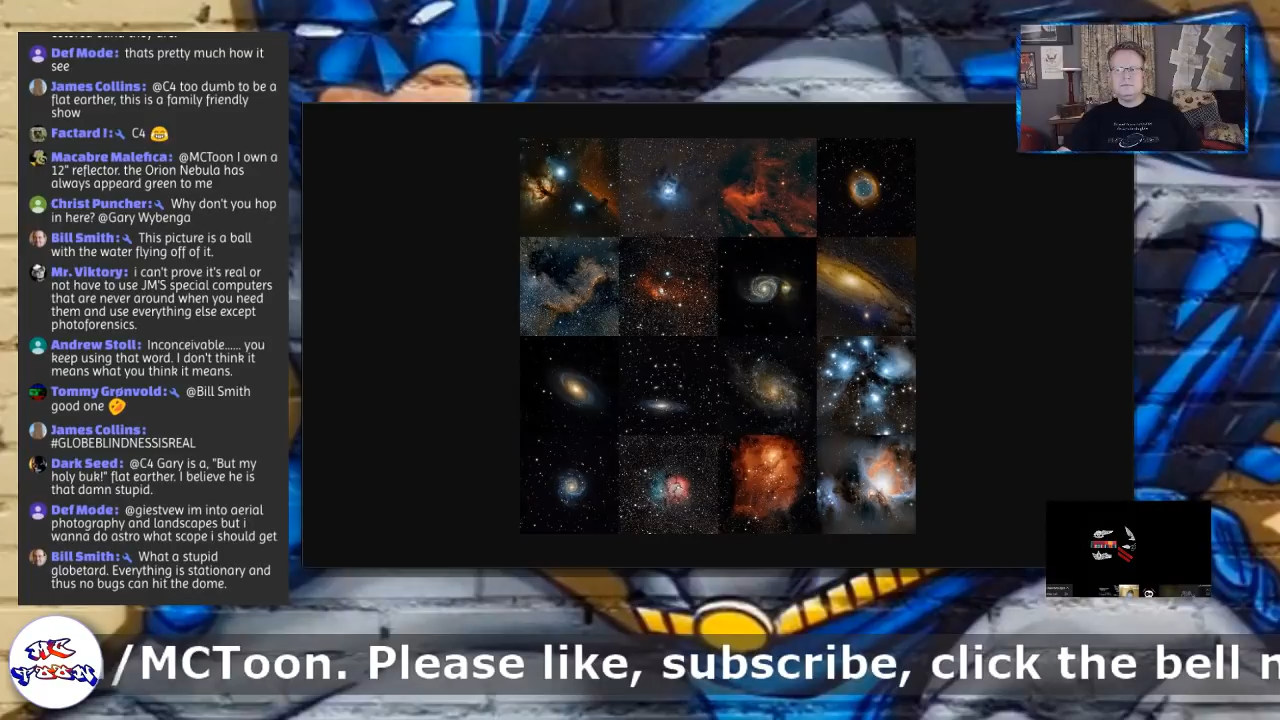 Def Mode: thats pretty much how it
see
James Collins: @C4 too dumb to be a
flat earther, this is a family friendly
show
Factard !: C4 😂
Macabre Malefica: @MCToon I own a
12" reflector. the Orion Nebula has
always appeard green to me
Christ Puncher: Why don't you hop
in here? @Gary Wybenga
Bill Smith: This picture is a ball
with the water flying off of it.
Mr. Viktory: i can't prove it's real or
not have to use JM'S special computers
that are never around when you need
them and use everything else except
photoforensics.
Andrew Stoll: Inconceivable...... you
keep using that word. I don't think it
means what you think it means.
Tommy Grønvold: @Bill Smith
good one
James Collins:
#GLOBEBLINDNESSISREAL
Dark Seed: @C4 Gary is a, "But my
holy buk!" flat earther. I believe he is
that damn stupid.
Def Mode: @giestvew im into aerial
photography and landscapes but i
wanna do astro what scope i should get
Bill Smith: What a stupid
globetard. Everything is stationary and
thus no bugs can hit the dome.
MC
TOON
/MCToon. Please like, subscribe, click the bell